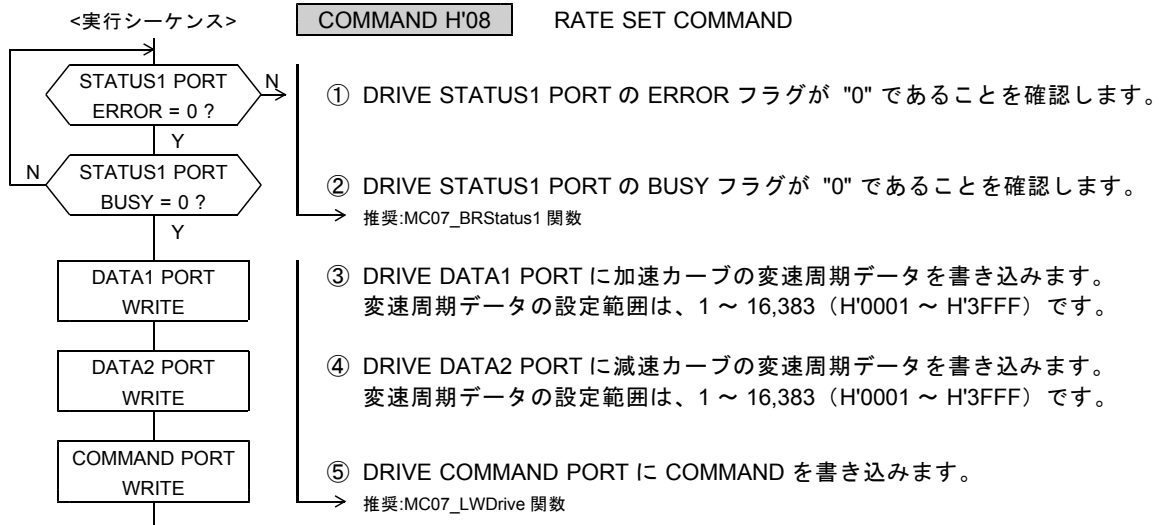 <実行シーケンス>
COMMAND H'08 RATE SET COMMAND
STATUS1 PORT
ERROR = 0 ?
N
Y
① DRIVE STATUS1 PORT の ERROR フラグが "0" であることを確認します。
N
STATUS1 PORT
BUSY = 0 ?
Y
② DRIVE STATUS1 PORT の BUSY フラグが "0" であることを確認します。
推奨:MC07_BRStatus1 関数
DATA1 PORT
WRITE
③ DRIVE DATA1 PORT に加速カーブの変速周期データを書き込みます。
変速周期データの設定範囲は、1 ~ 16,383（H'0001 ~ H'3FFF）です。
DATA2 PORT
WRITE
④ DRIVE DATA2 PORT に減速カーブの変速周期データを書き込みます。
変速周期データの設定範囲は、1 ~ 16,383（H'0001 ~ H'3FFF）です。
COMMAND PORT
WRITE
⑤ DRIVE COMMAND PORT に COMMAND を書き込みます。
推奨:MC07_LWDrive 関数